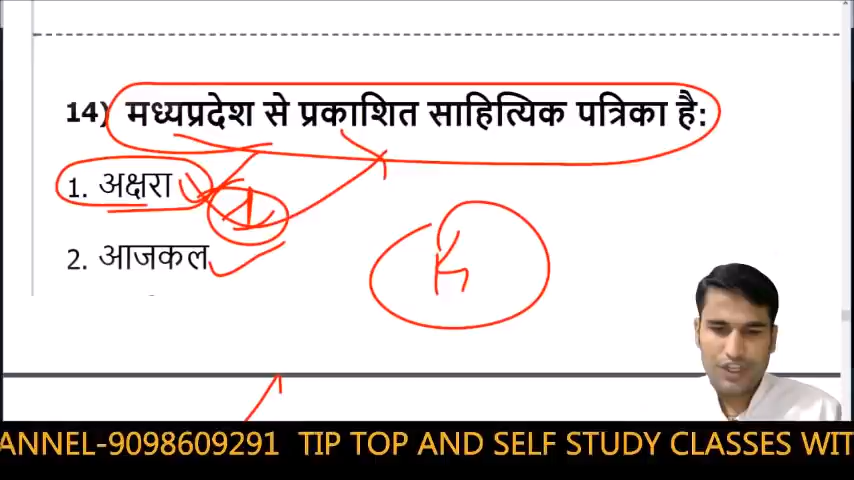 14) मध्यप्रदेश से प्रकाशित साहित्यिक पत्रिका है:
1. अक्षरा
2. आजकल
ANNEL-9098609291 TIP TOP AND SELF STUDY CLASSES WIT